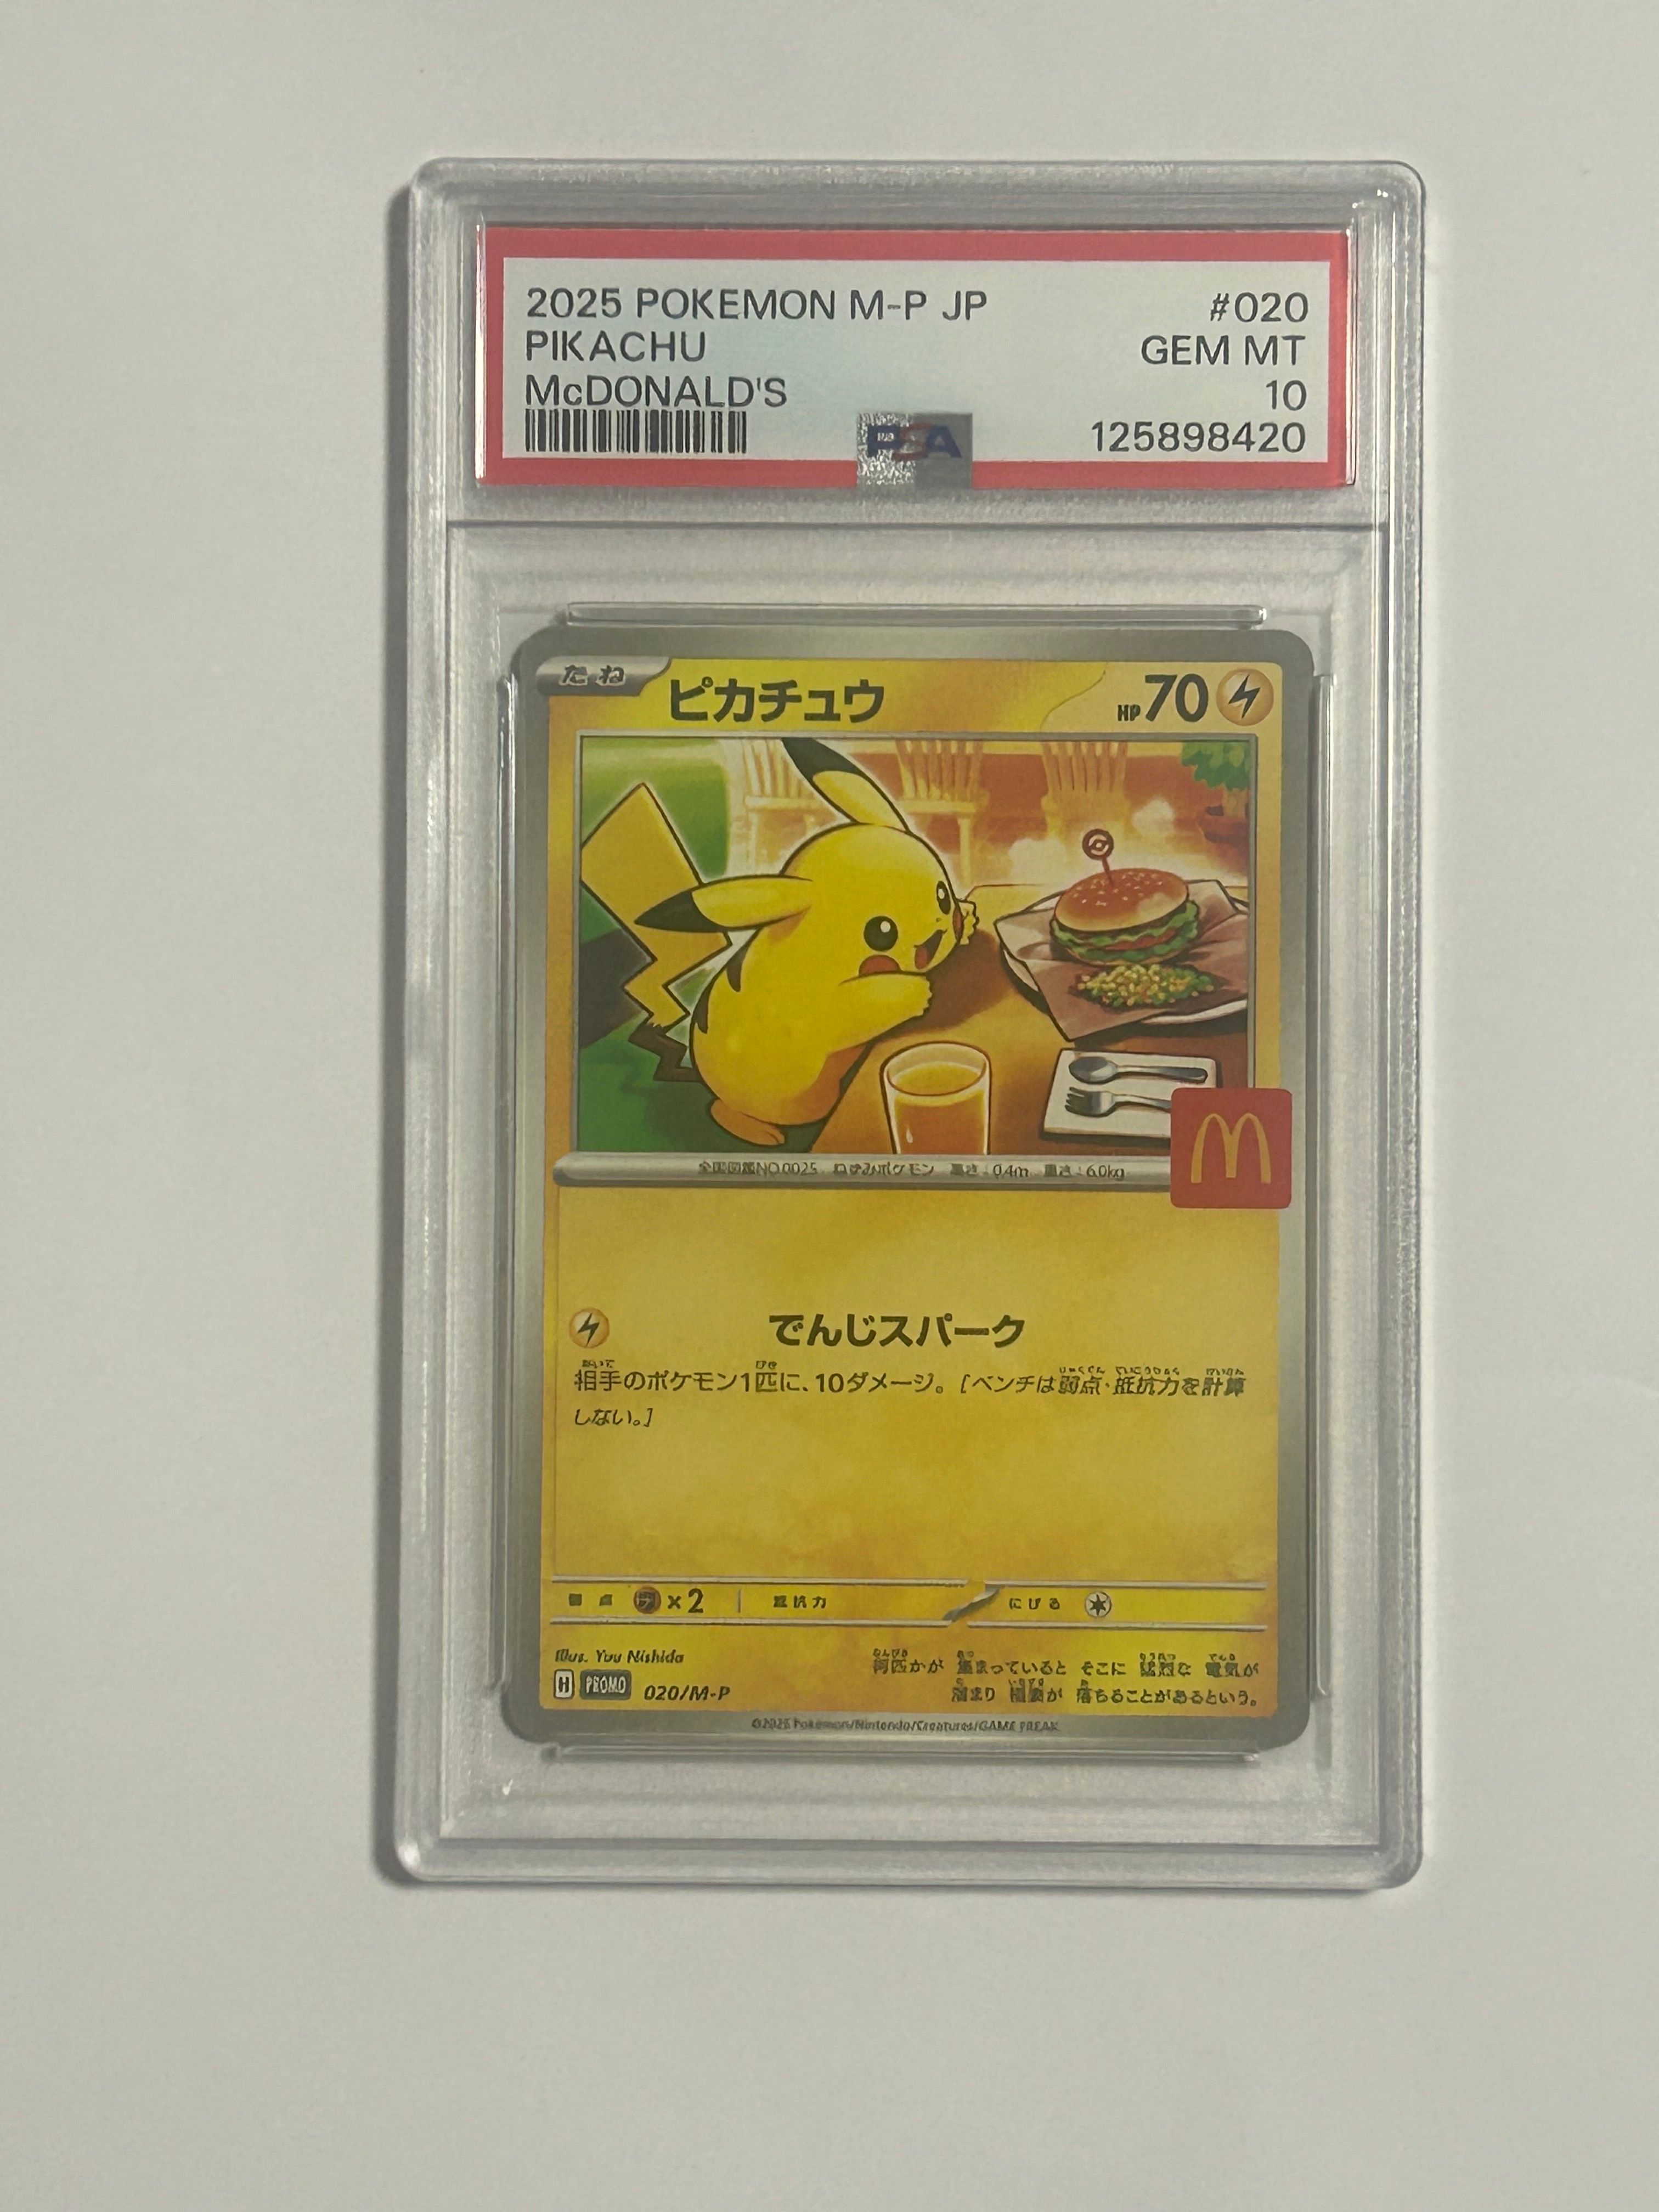 2025 POKEMON M-P JP #020
PIKACHU GEM MT
McDONALD'S 10
PSA 125898420
たね ピカチュウ HP70
全国図鑑NO.0025 ねずみポケモン 高さ:0.4m 重さ:6.0kg
M
でんじスパーク
相手のポケモン1匹に、10ダメージ。[ベンチは弱点・抵抗力を計算
しない。]
弱点 ×2 抵抗力 にげる
Illus. Yuu Nishida
何匹かが 集まっていると そこに 猛烈な 電気が
H PROMO 020/M-P
溜まり 稲妻が 落ちることがあるという。
©2025 Pokémon/Nintendo/Creatures/GAME FREAK